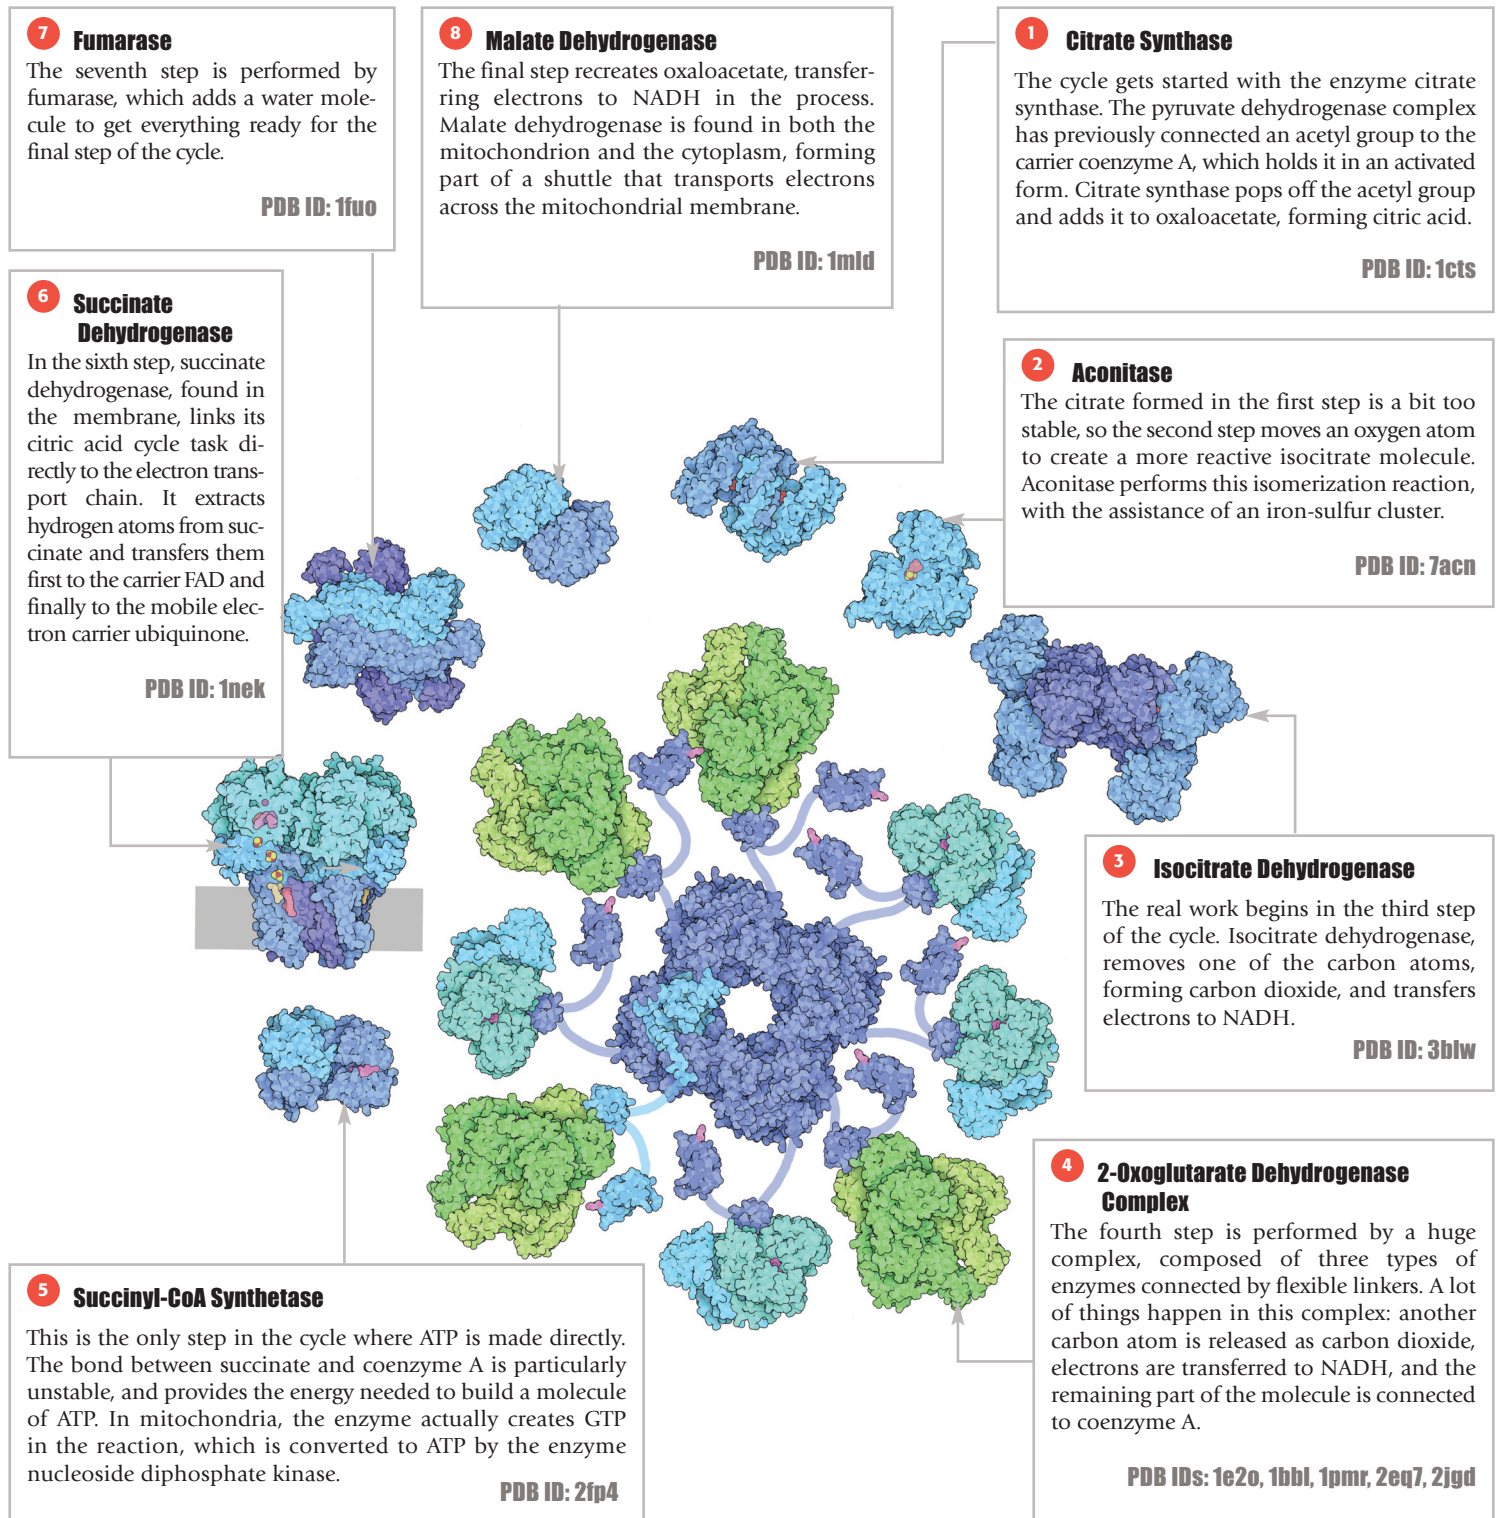 7 Fumarase
The seventh step is performed by
fumarase, which adds a water mole-
cule to get everything ready for the
final step of the cycle.
PDB ID: 1fuo
8 Malate Dehydrogenase
The final step recreates oxaloacetate, transfer-
ring electrons to NADH in the process.
Malate dehydrogenase is found in both the
mitochondrion and the cytoplasm, forming
part of a shuttle that transports electrons
across the mitochondrial membrane.
PDB ID: 1mld
1 Citrate Synthase
The cycle gets started with the enzyme citrate
synthase. The pyruvate dehydrogenase complex
has previously connected an acetyl group to the
carrier coenzyme A, which holds it in an activated
form. Citrate synthase pops off the acetyl group
and adds it to oxaloacetate, forming citric acid.
PDB ID: 1cts
6 Succinate
Dehydrogenase
In the sixth step, succinate
dehydrogenase, found in
the membrane, links its
citric acid cycle task di-
rectly to the electron trans-
port chain. It extracts
hydrogen atoms from suc-
cinate and transfers them
first to the carrier FAD and
finally to the mobile elec-
tron carrier ubiquinone.
PDB ID: 1nek
2 Aconitase
The citrate formed in the first step is a bit too
stable, so the second step moves an oxygen atom
to create a more reactive isocitrate molecule.
Aconitase performs this isomerization reaction,
with the assistance of an iron-sulfur cluster.
PDB ID: 7acn
3 Isocitrate Dehydrogenase
The real work begins in the third step
of the cycle. Isocitrate dehydrogenase,
removes one of the carbon atoms,
forming carbon dioxide, and transfers
electrons to NADH.
PDB ID: 3blw
4 2-Oxoglutarate Dehydrogenase
Complex
The fourth step is performed by a huge
complex, composed of three types of
enzymes connected by flexible linkers. A lot
of things happen in this complex: another
carbon atom is released as carbon dioxide,
electrons are transferred to NADH, and the
remaining part of the molecule is connected
to coenzyme A.
PDB IDs: 1e2o, 1bbl, 1pmr, 2eq7, 2jgd
5 Succinyl-CoA Synthetase
This is the only step in the cycle where ATP is made directly.
The bond between succinate and coenzyme A is particularly
unstable, and provides the energy needed to build a molecule
of ATP. In mitochondria, the enzyme actually creates GTP
in the reaction, which is converted to ATP by the enzyme
nucleoside diphosphate kinase.
PDB ID: 2fp4